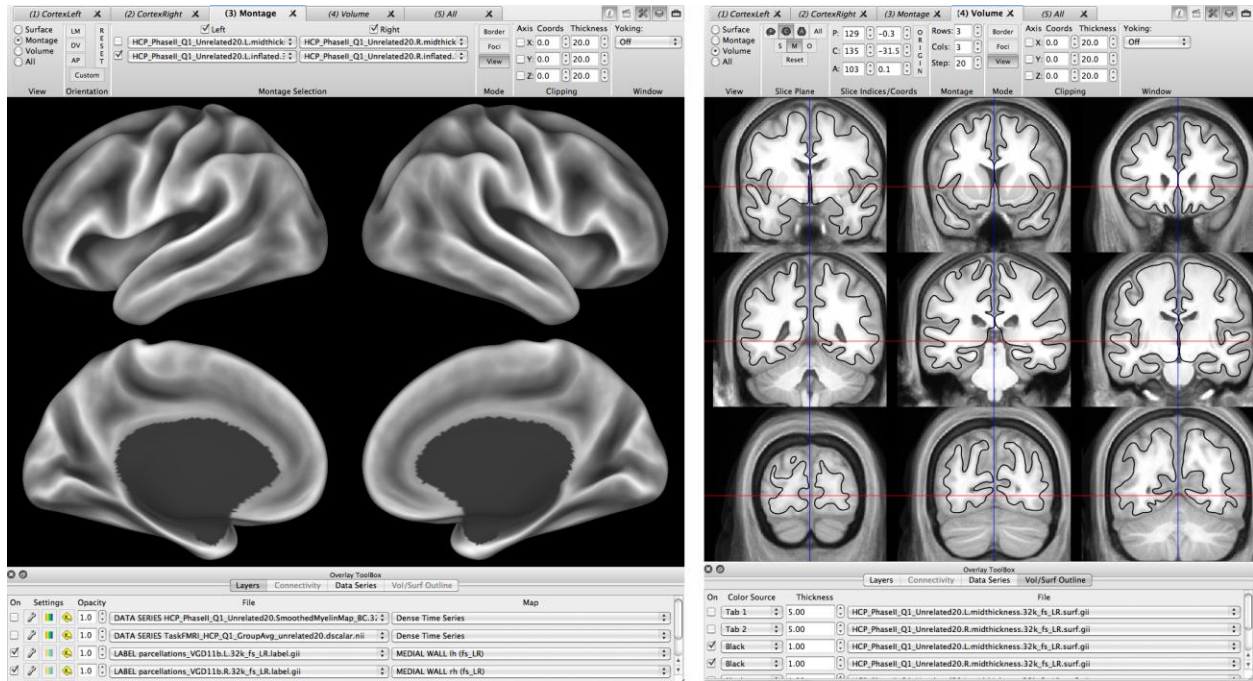 (1) CortexLeft X (2) CortexRight X (3) Montage X (4) Volume X (5) All X
Surface
Montage
Volume
All
View
LM
DV
AP
RESET
Custom
Orientation
Left Right
HCP_PhaseII_Q1_Unrelated20.L.midthick HCP_PhaseII_Q1_Unrelated20.R.midthick
HCP_PhaseII_Q1_Unrelated20.L.inflated. HCP_PhaseII_Q1_Unrelated20.R.inflated.
Montage Selection
Border
Foci
View
Mode
Axis Coords Thickness
X: 0.0 20.0
Y: 0.0 20.0
Z: 0.0 20.0
Clipping
Yoking:
Off
Window
Overlay ToolBox
Layers Connectivity Data Series Vol/Surf Outline
On Settings Opacity File Map
1.0 DATA SERIES HCP_PhaseII_Q1_Unrelated20.SmoothedMyelinMap_BC.32 Dense Time Series
1.0 DATA SERIES TaskFMRI_HCP_Q1_GroupAvg_unrelated20.dscalar.nii Dense Time Series
1.0 LABEL parcellations_VGD11b.L.32k_fs_LR.label.gii MEDIAL WALL lh (fs_LR)
1.0 LABEL parcellations_VGD11b.R.32k_fs_LR.label.gii MEDIAL WALL rh (fs_LR)
(1) CortexLeft X (2) CortexRight X (3) Montage X (4) Volume X (5) All X
Surface
Montage
Volume
All
View
All
S M O
Reset
Slice Plane
P: 129 -0.3
C: 135 -31.5
A: 103 0.1
ORIGIN
Slice Indices/Coords
Rows: 3
Cols: 3
Step: 20
Montage
Border
Foci
View
Mode
Axis Coords Thickness
X: 0.0 20.0
Y: 0.0 20.0
Z: 0.0 20.0
Clipping
Yoking:
Off
Window
Overlay ToolBox
Layers Connectivity Data Series Vol/Surf Outline
On Color Source Thickness File
Tab 1 5.00 HCP_PhaseII_Q1_Unrelated20.L.midthickness.32k_fs_LR.surf.gii
Tab 2 5.00 HCP_PhaseII_Q1_Unrelated20.R.midthickness.32k_fs_LR.surf.gii
Black 1.00 HCP_PhaseII_Q1_Unrelated20.L.midthickness.32k_fs_LR.surf.gii
Black 1.00 HCP_PhaseII_Q1_Unrelated20.R.midthickness.32k_fs_LR.surf.gii